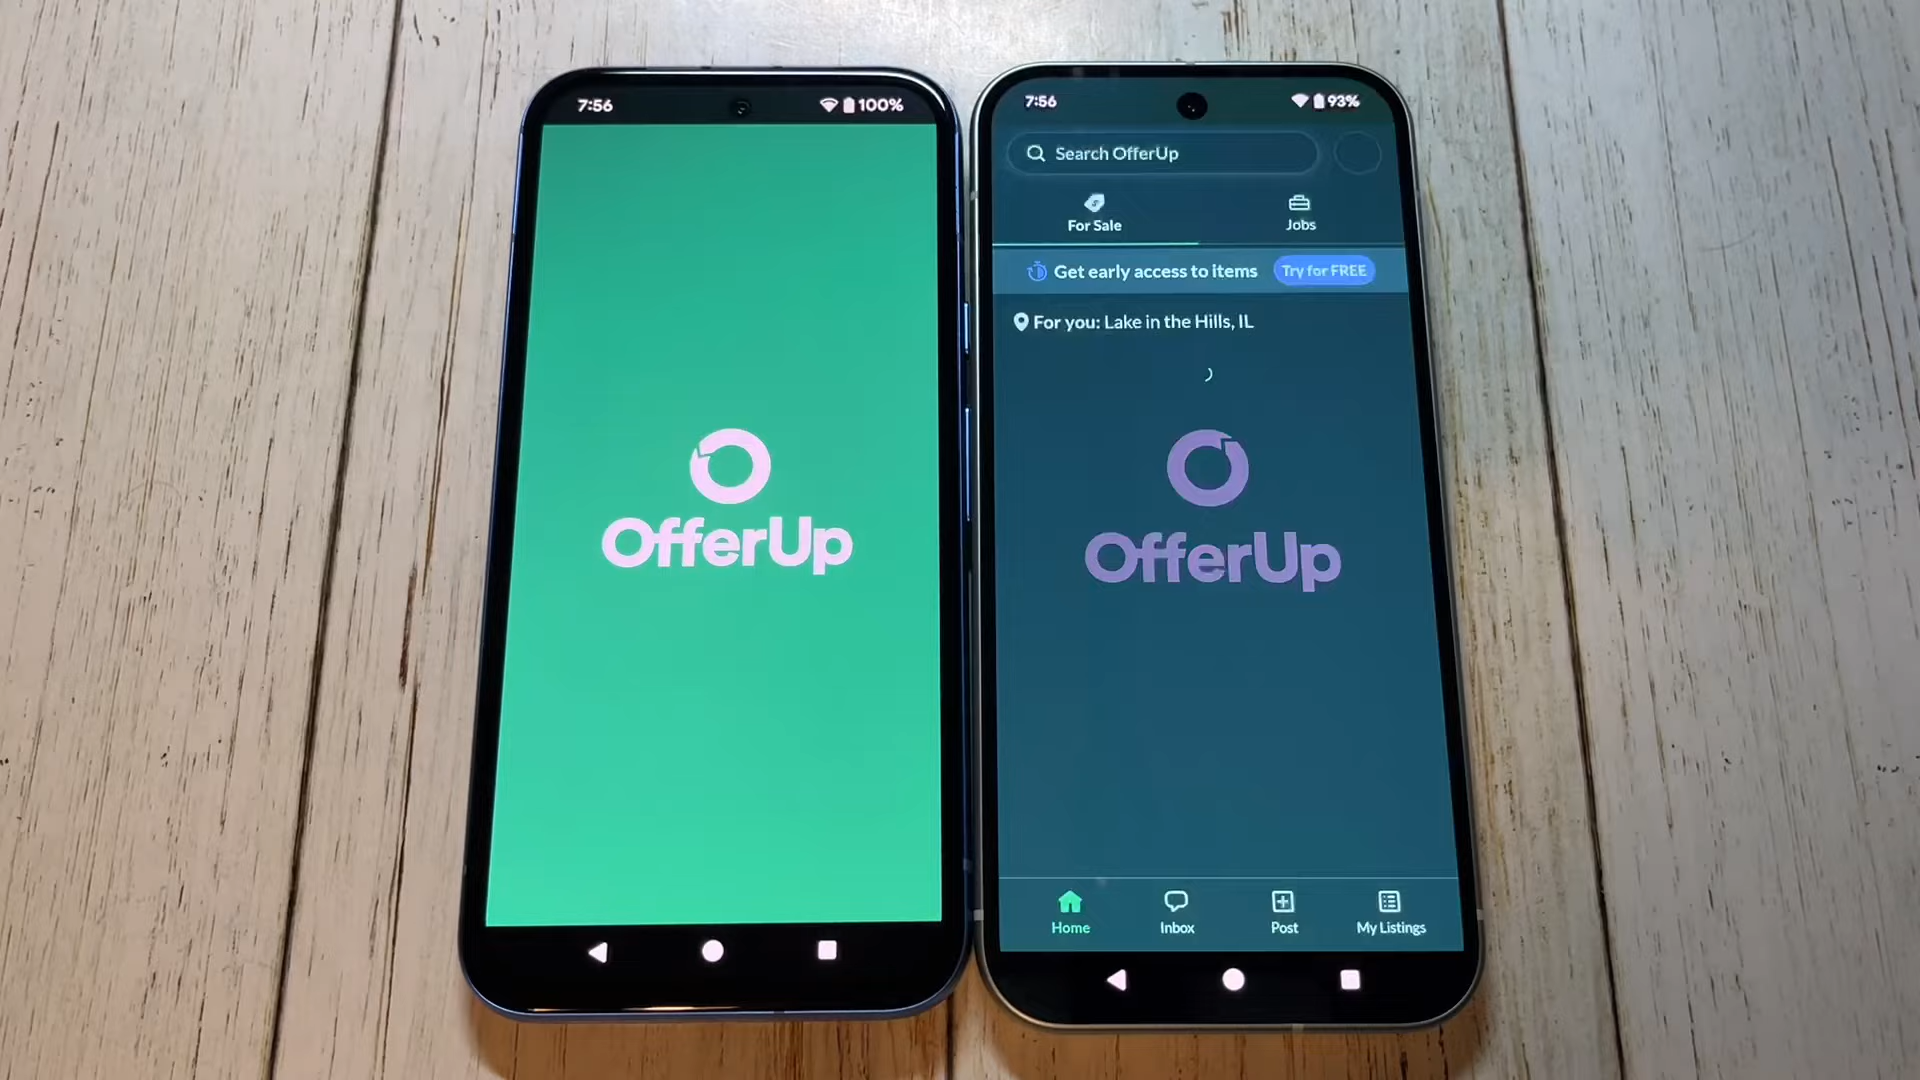 7:56
100%
OfferUp
7:56
93%
Search OfferUp
For Sale
Jobs
Get early access to items
Try for FREE
For you: Lake in the Hills, IL
OfferUp
Home
Inbox
Post
My Listings